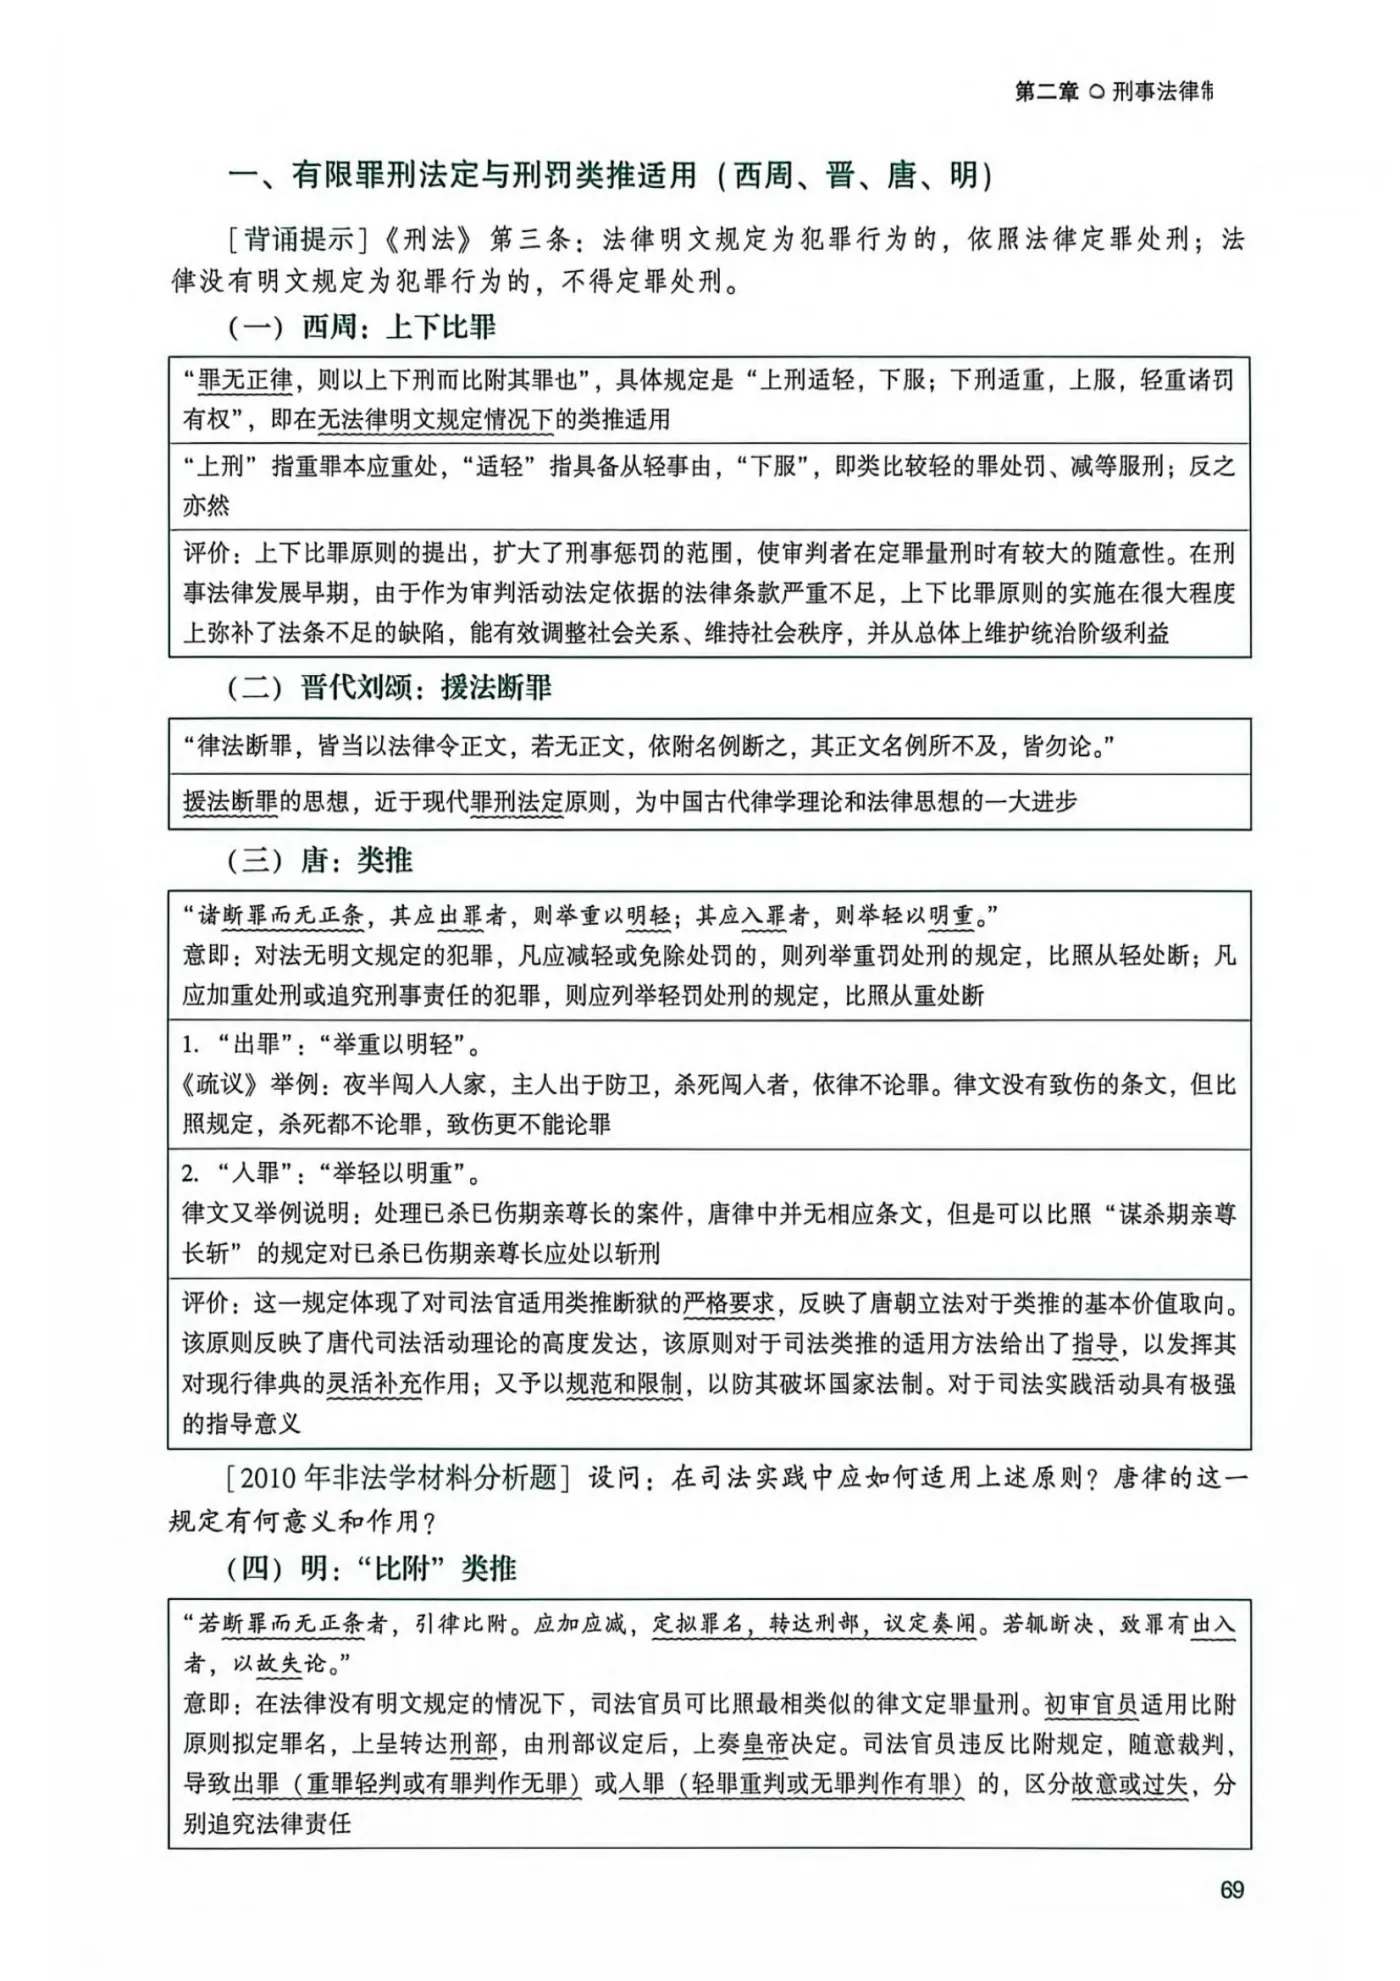 第二章 ○ 刑事法律制
一、有限罪刑法定与刑罚类推适用（西周、晋、唐、明）
［背诵提示］《刑法》第三条：法律明文规定为犯罪行为的，依照法律定罪处刑；法
律没有明文规定为犯罪行为的，不得定罪处刑。
（一）西周：上下比罪
“罪无正律，则以上下刑而比附其罪也”，具体规定是“上刑适轻，下服；下刑适重，上服，轻重诸罚
有权”，即在无法律明文规定情况下的类推适用
“上刑”指重罪本应重处，“适轻”指具备从轻事由，“下服”，即类比较轻的罪处罚、减等服刑；反之
亦然
评价：上下比罪原则的提出，扩大了刑事惩罚的范围，使审判者在定罪量刑时有较大的随意性。在刑
事法律发展早期，由于作为审判活动法定依据的法律条款严重不足，上下比罪原则的实施在很大程度
上弥补了法条不足的缺陷，能有效调整社会关系、维持社会秩序，并从总体上维护统治阶级利益
（二）晋代刘颂：援法断罪
“律法断罪，皆当以法律令正文，若无正文，依附名例断之，其正文名例所不及，皆勿论。”
援法断罪的思想，近于现代罪刑法定原则，为中国古代律学理论和法律思想的一大进步
（三）唐：类推
“诸断罪而无正条，其应出罪者，则举重以明轻；其应入罪者，则举轻以明重。”
意即：对法无明文规定的犯罪，凡应减轻或免除处罚的，则列举重罚处刑的规定，比照从轻处断；凡
应加重处刑或追究刑事责任的犯罪，则应列举轻罚处刑的规定，比照从重处断
1. “出罪”：“举重以明轻”。
《疏议》举例：夜半闯人人家，主人出于防卫，杀死闯人者，依律不论罪。律文没有致伤的条文，但比
照规定，杀死都不论罪，致伤更不能论罪
2. “人罪”：“举轻以明重”。
律文又举例说明：处理已杀已伤期亲尊长的案件，唐律中并无相应条文，但是可以比照“谋杀期亲尊
长斩”的规定对已杀已伤期亲尊长应处以斩刑
评价：这一规定体现了对司法官适用类推断狱的严格要求，反映了唐朝立法对于类推的基本价值取向。
该原则反映了唐代司法活动理论的高度发达，该原则对于司法类推的适用方法给出了指导，以发挥其
对现行律典的灵活补充作用；又予以规范和限制，以防其破坏国家法制。对于司法实践活动具有极强
的指导意义
［2010 年非法学材料分析题］设问：在司法实践中应如何适用上述原则？唐律的这一
规定有何意义和作用？
（四）明：“比附”类推
“若断罪而无正条者，引律比附。应加应减，定拟罪名，转达刑部，议定奏闻。若辄断决、致罪有出入
者，以故失论。”
意即：在法律没有明文规定的情况下，司法官员可比照最相类似的律文定罪量刑。初审官员适用比附
原则拟定罪名，上呈转达刑部，由刑部议定后，上奏皇帝决定。司法官员违反比附规定，随意裁判，
导致出罪（重罪轻判或有罪判作无罪）或人罪（轻罪重判或无罪判作有罪）的，区分故意或过失，分
别追究法律责任
69